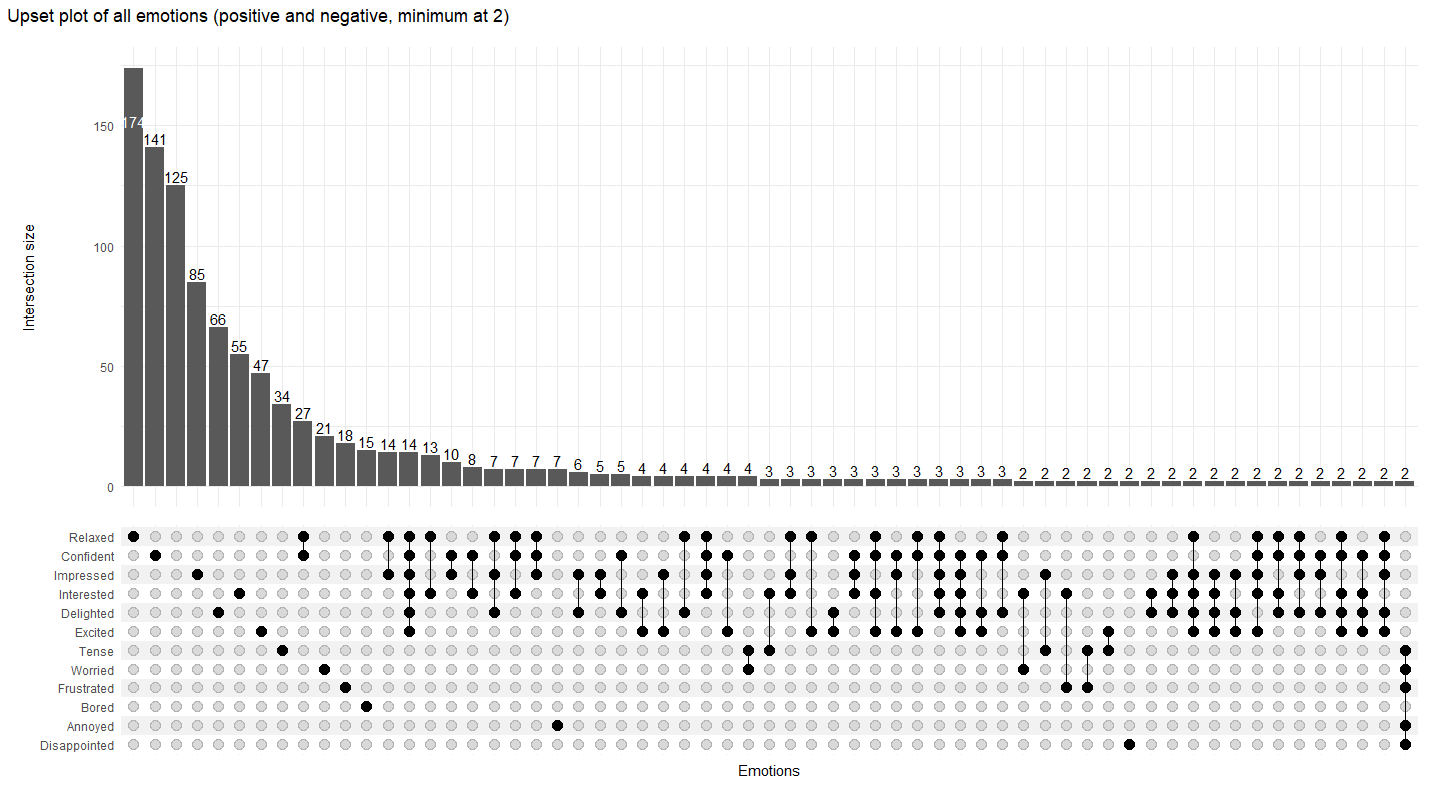 Upset plot of all emotions (positive and negative, minimum at 2)
Intersection size
150
100
50
0
174 141 125 85 66 55 47 34 27 21 18 15 14 14 13 10 8 7 7 7 7 6 5 5 4 4 4 4 4 4 3 3 3 3 3 3 3 3 3 3 3 3 2 2 2 2 2 2 2 2 2 2 2 2 2 2 2 2 2 2 2
Relaxed
Confident
Impressed
Interested
Delighted
Excited
Tense
Worried
Frustrated
Bored
Annoyed
Disappointed
Emotions